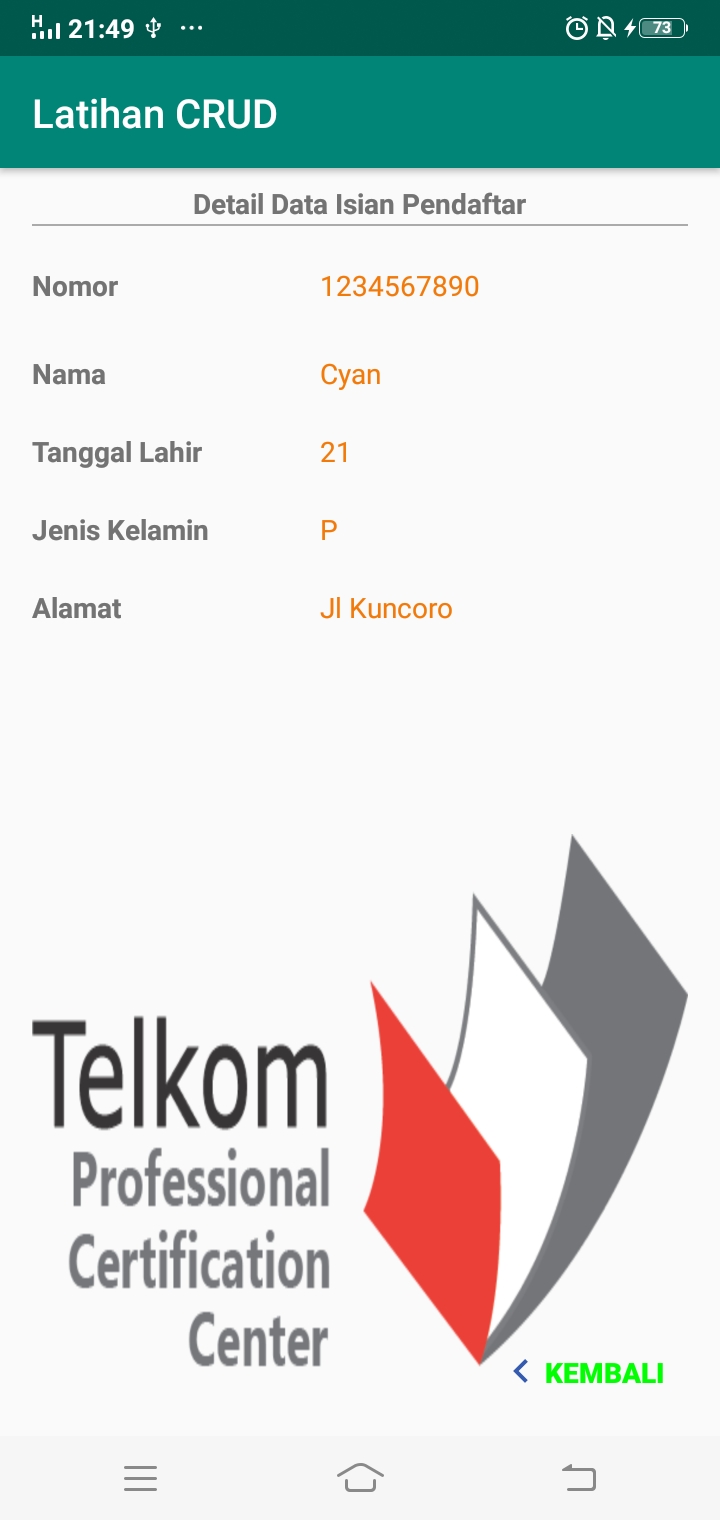 H 21:49 ... 73
Latihan CRUD
Detail Data Isian Pendaftar
Nomor 1234567890
Nama Cyan
Tanggal Lahir 21
Jenis Kelamin P
Alamat Jl Kuncoro
Telkom
Professional
Certification
Center
KEMBALI